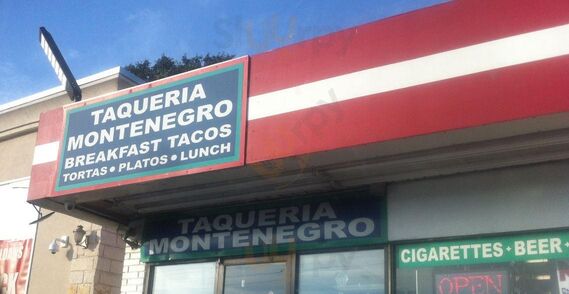 TAQUERIA
MONTENEGRO
BREAKFAST TACOS
TORTAS • PLATOS • LUNCH
TAQUERIA
MONTENEGRO
CIGARETTES • BEER •
OPEN